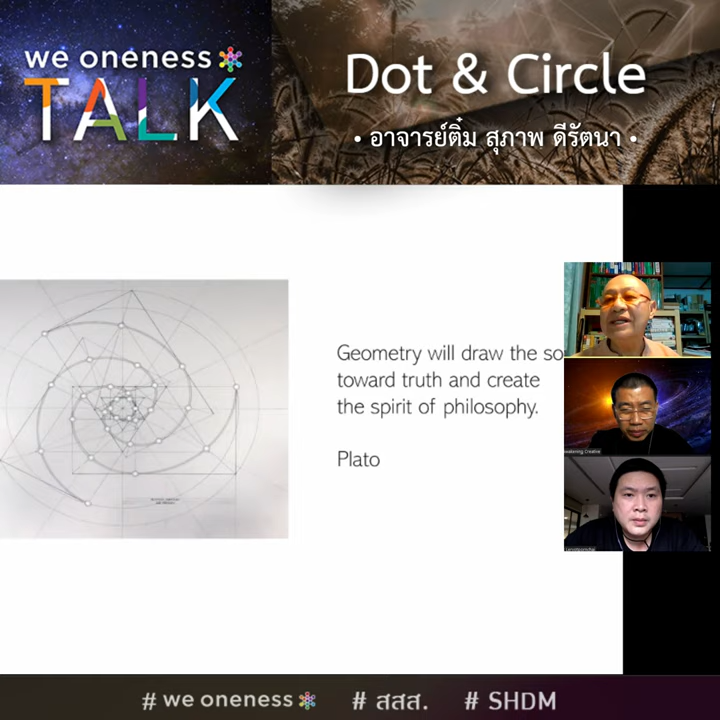 we oneness
TALK
Dot & Circle
• อาจารย์ติ๋ม สุภาพ ดีรัตนา •
Geometry will draw the so
toward truth and create
the spirit of philosophy.
Plato
# we oneness # สสส. # SHDM